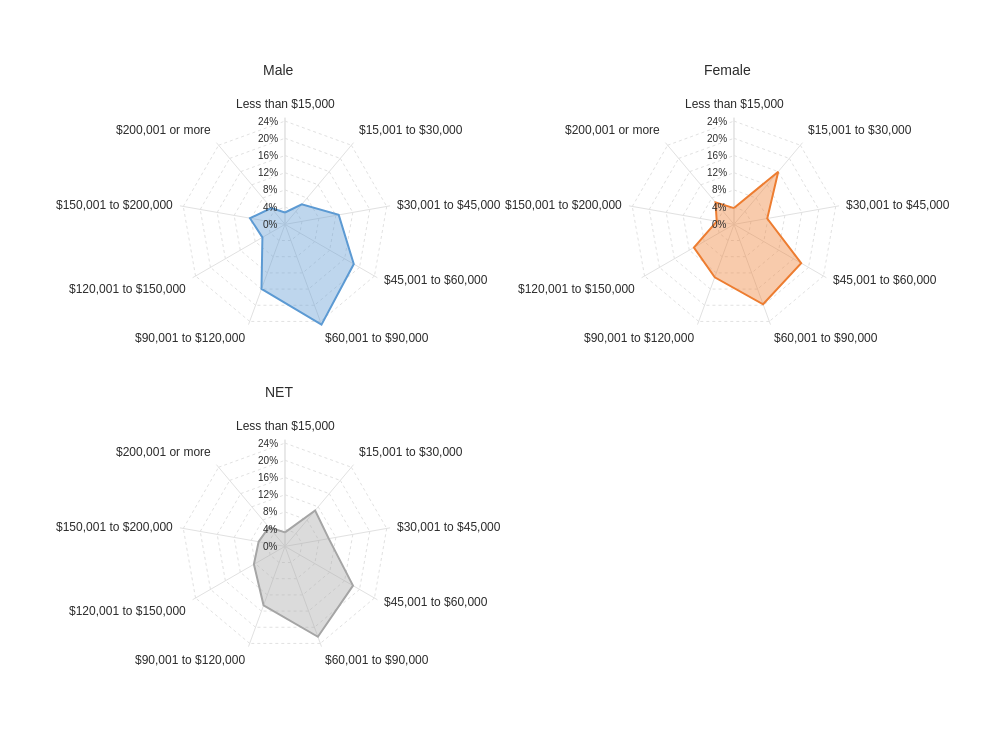 Male
Less than $15,000
$15,001 to $30,000
$30,001 to $45,000
$45,001 to $60,000
$60,001 to $90,000
$90,001 to $120,000
$120,001 to $150,000
$150,001 to $200,000
$200,001 or more
24%
20%
16%
12%
8%
4%
0%
Female
Less than $15,000
$15,001 to $30,000
$30,001 to $45,000
$45,001 to $60,000
$60,001 to $90,000
$90,001 to $120,000
$120,001 to $150,000
$150,001 to $200,000
$200,001 or more
24%
20%
16%
12%
8%
4%
0%
NET
Less than $15,000
$15,001 to $30,000
$30,001 to $45,000
$45,001 to $60,000
$60,001 to $90,000
$90,001 to $120,000
$120,001 to $150,000
$150,001 to $200,000
$200,001 or more
24%
20%
16%
12%
8%
4%
0%